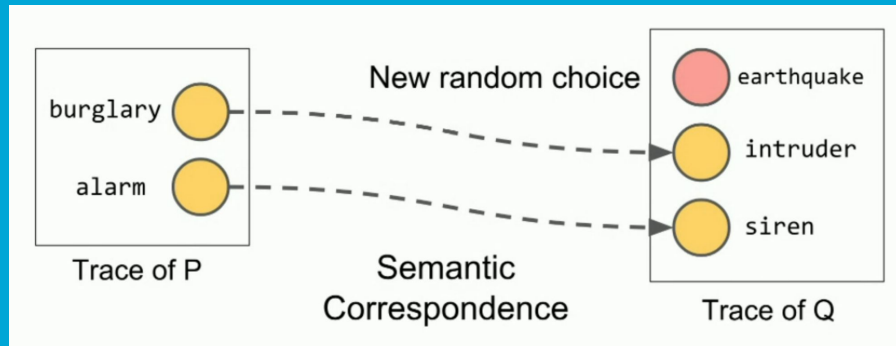 burglary
alarm
Trace of P
New random choice
Semantic
Correspondence
earthquake
intruder
siren
Trace of Q